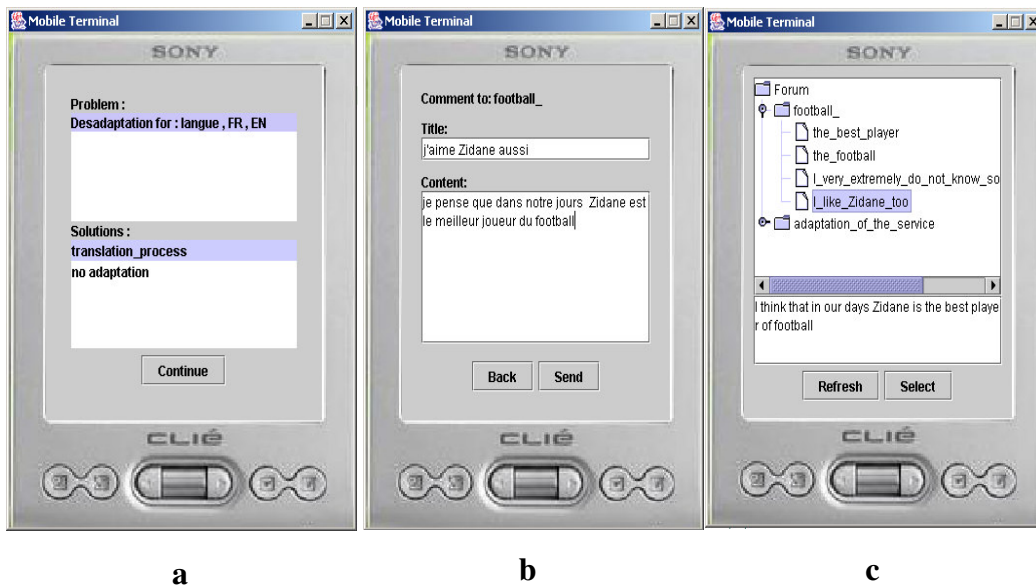 Mobile Terminal
SONY
Problem :
Desadaptation for : langue , FR , EN
Solutions :
translation_process
no adaptation
Continue
CLIÉ
a
Mobile Terminal
SONY
Comment to: football_
Title:
j'aime Zidane aussi
Content:
je pense que dans notre jours Zidane est
le meilleur joueur du football
Back Send
CLIÉ
b
Mobile Terminal
SONY
Forum
football_
the_best_player
the_football
I_very_extremely_do_not_know_so
I_like_Zidane_too
adaptation_of_the_service
I think that in our days Zidane is the best playe
r of football
Refresh Select
CLIÉ
c